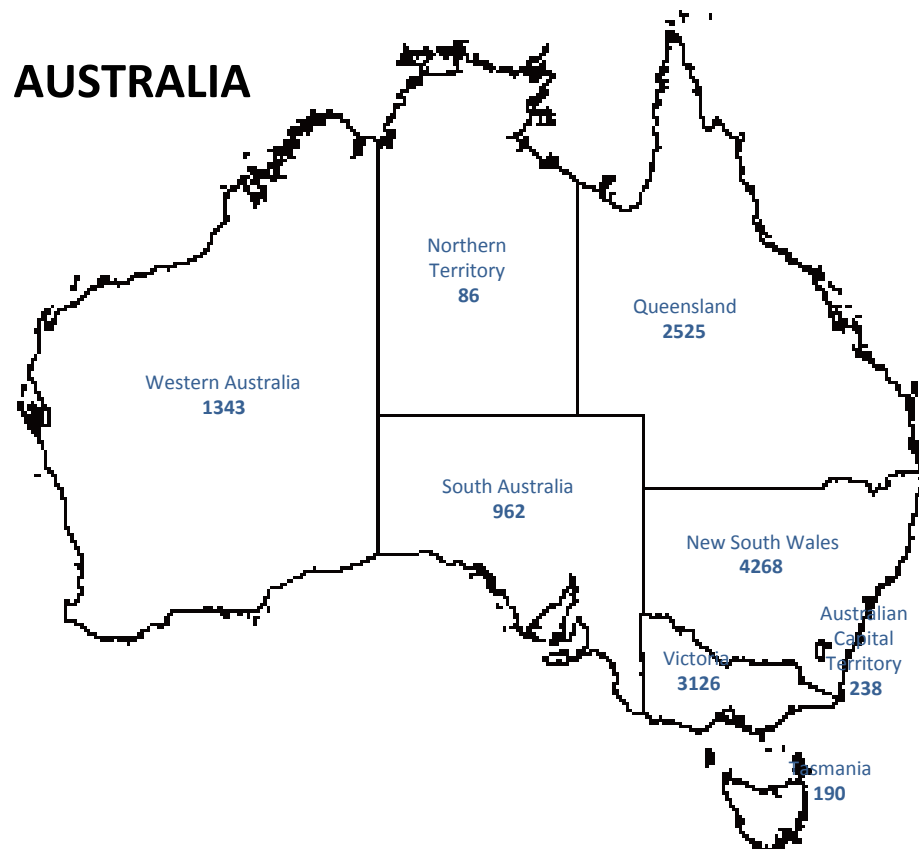 AUSTRALIA
Northern
Territory
86
Queensland
2525
Western Australia
1343
South Australia
962
New South Wales
4268
Australian
Capital
Territory
238
Victoria
3126
Tasmania
190